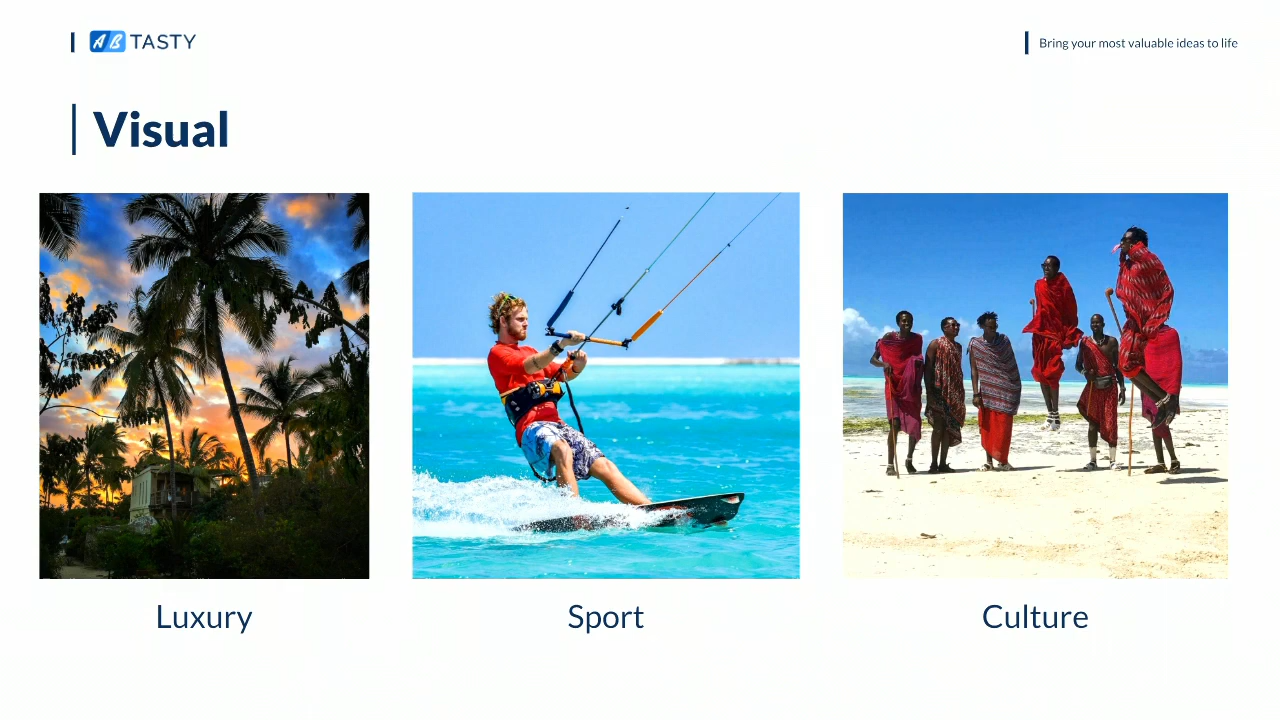 AB TASTY
Bring your most valuable ideas to life
Visual
Luxury
Sport
Culture